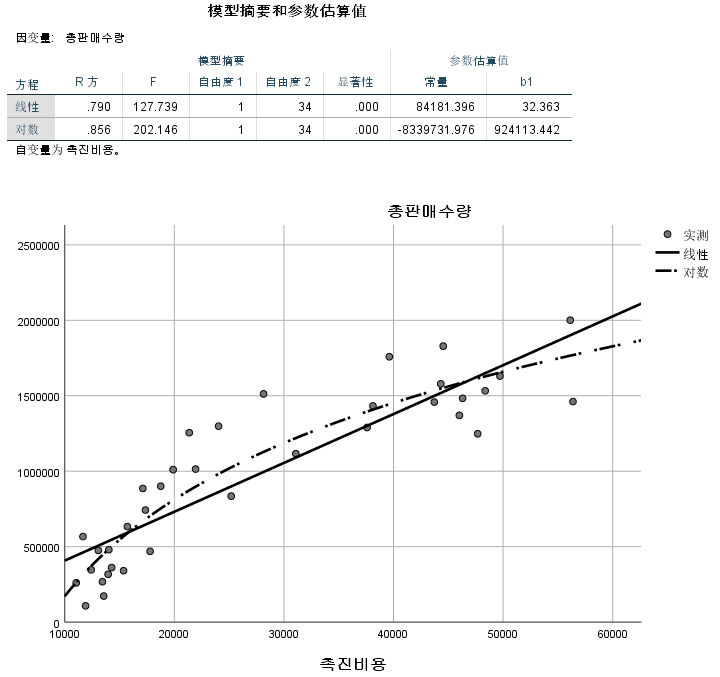 模型摘要和参数估算值
因变量: 총판매수량
模型摘要 参数估算值
方程 R 方 F 自由度 1 自由度 2 显著性 常量 b1
线性 .790 127.739 1 34 .000 84181.396 32.363
对数 .856 202.146 1 34 .000 -8339731.976 924113.442
自变量为 촉진비용。
총판매수량
实测
线性
对数
2500000
2000000
1500000
1000000
500000
0
10000 20000 30000 40000 50000 60000
촉진비용